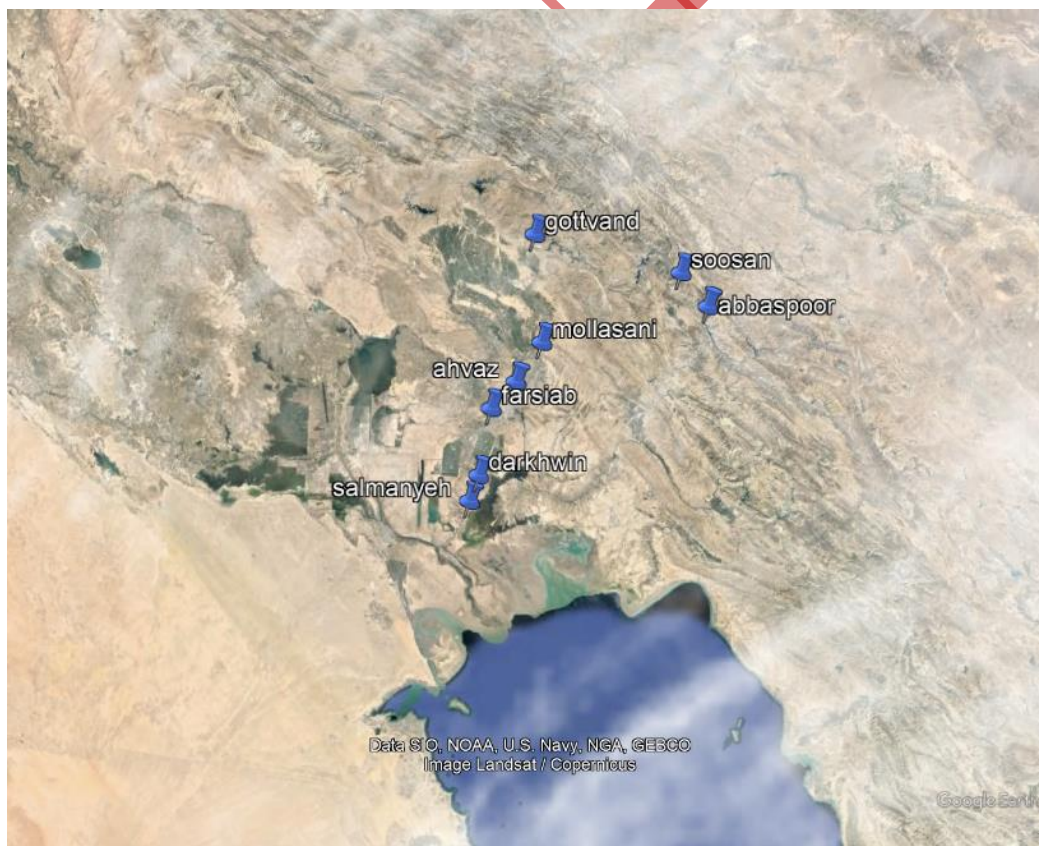 gottvand
soosan
abbaspoor
mollasani
ahvaz
farsiab
darkhwin
salmanyeh
Data SIO, NOAA, U.S. Navy, NGA, GEBCO
Image Landsat / Copernicus
Google Earth